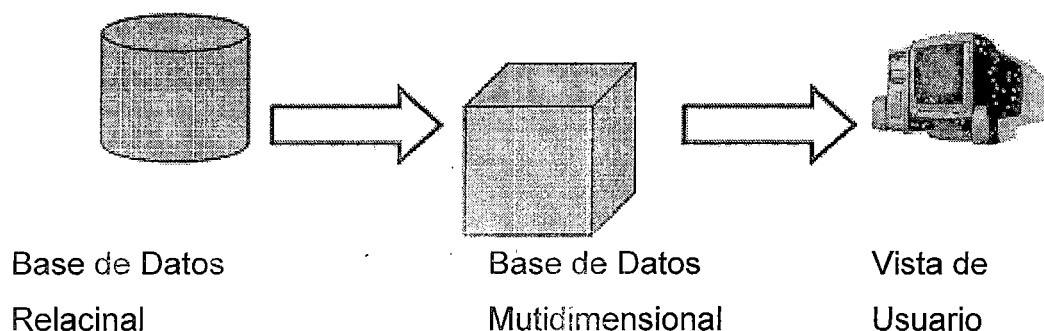 Base de Datos
Relacinal
Base de Datos
Mutidimensional
Vista de
Usuario